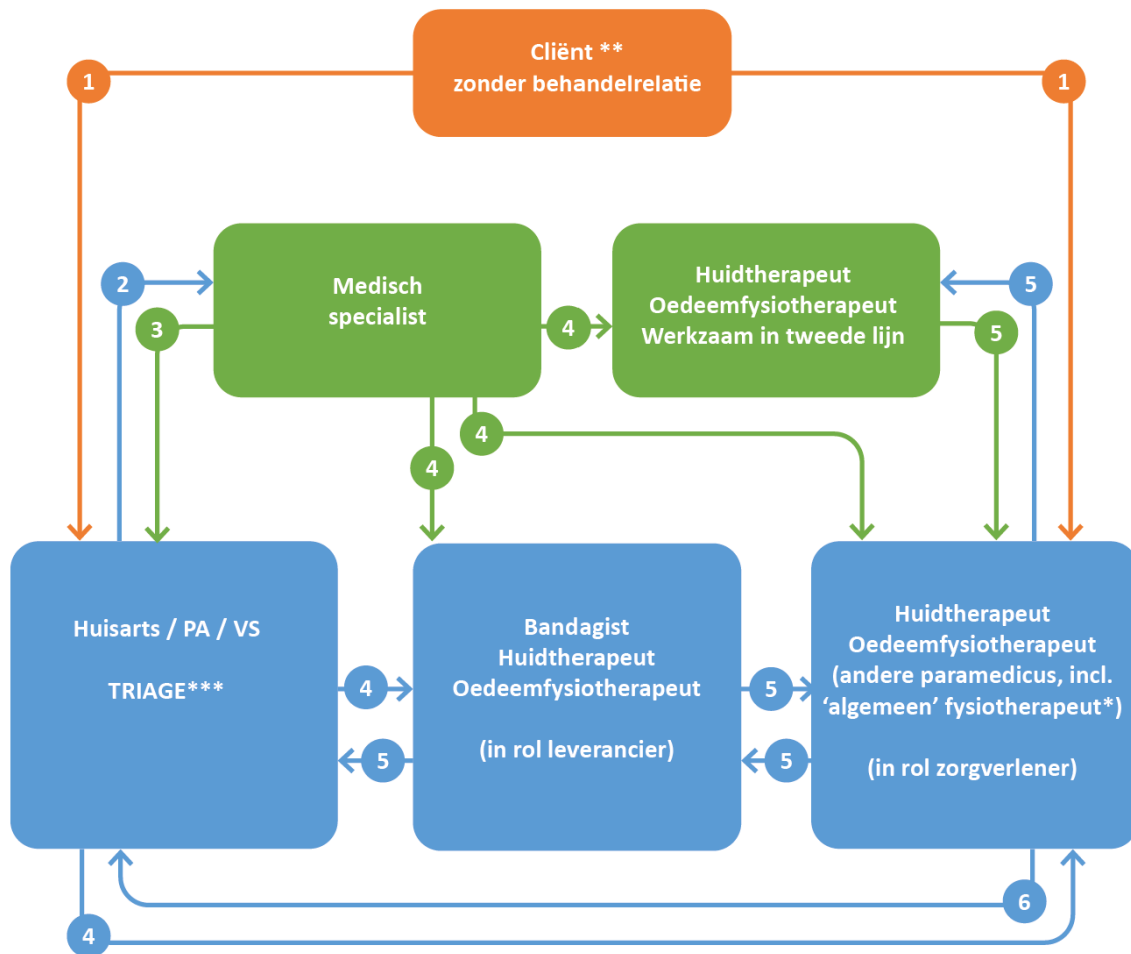 Cliënt **
zonder behandelrelatie
1
1
Medisch
specialist
Huidtherapeut
Oedeemfysiotherapeut
Werkzaam in tweede lijn
2
3
4
5
5
4
4
Huisarts / PA / VS
TRIAGE***
Bandagist
Huidtherapeut
Oedeemfysiotherapeut
(in rol leverancier)
Huidtherapeut
Oedeemfysiotherapeut
(andere paramedicus, incl.
‘algemeen’ fysiotherapeut*)
(in rol zorgverlener)
4
5
5
5
6
4